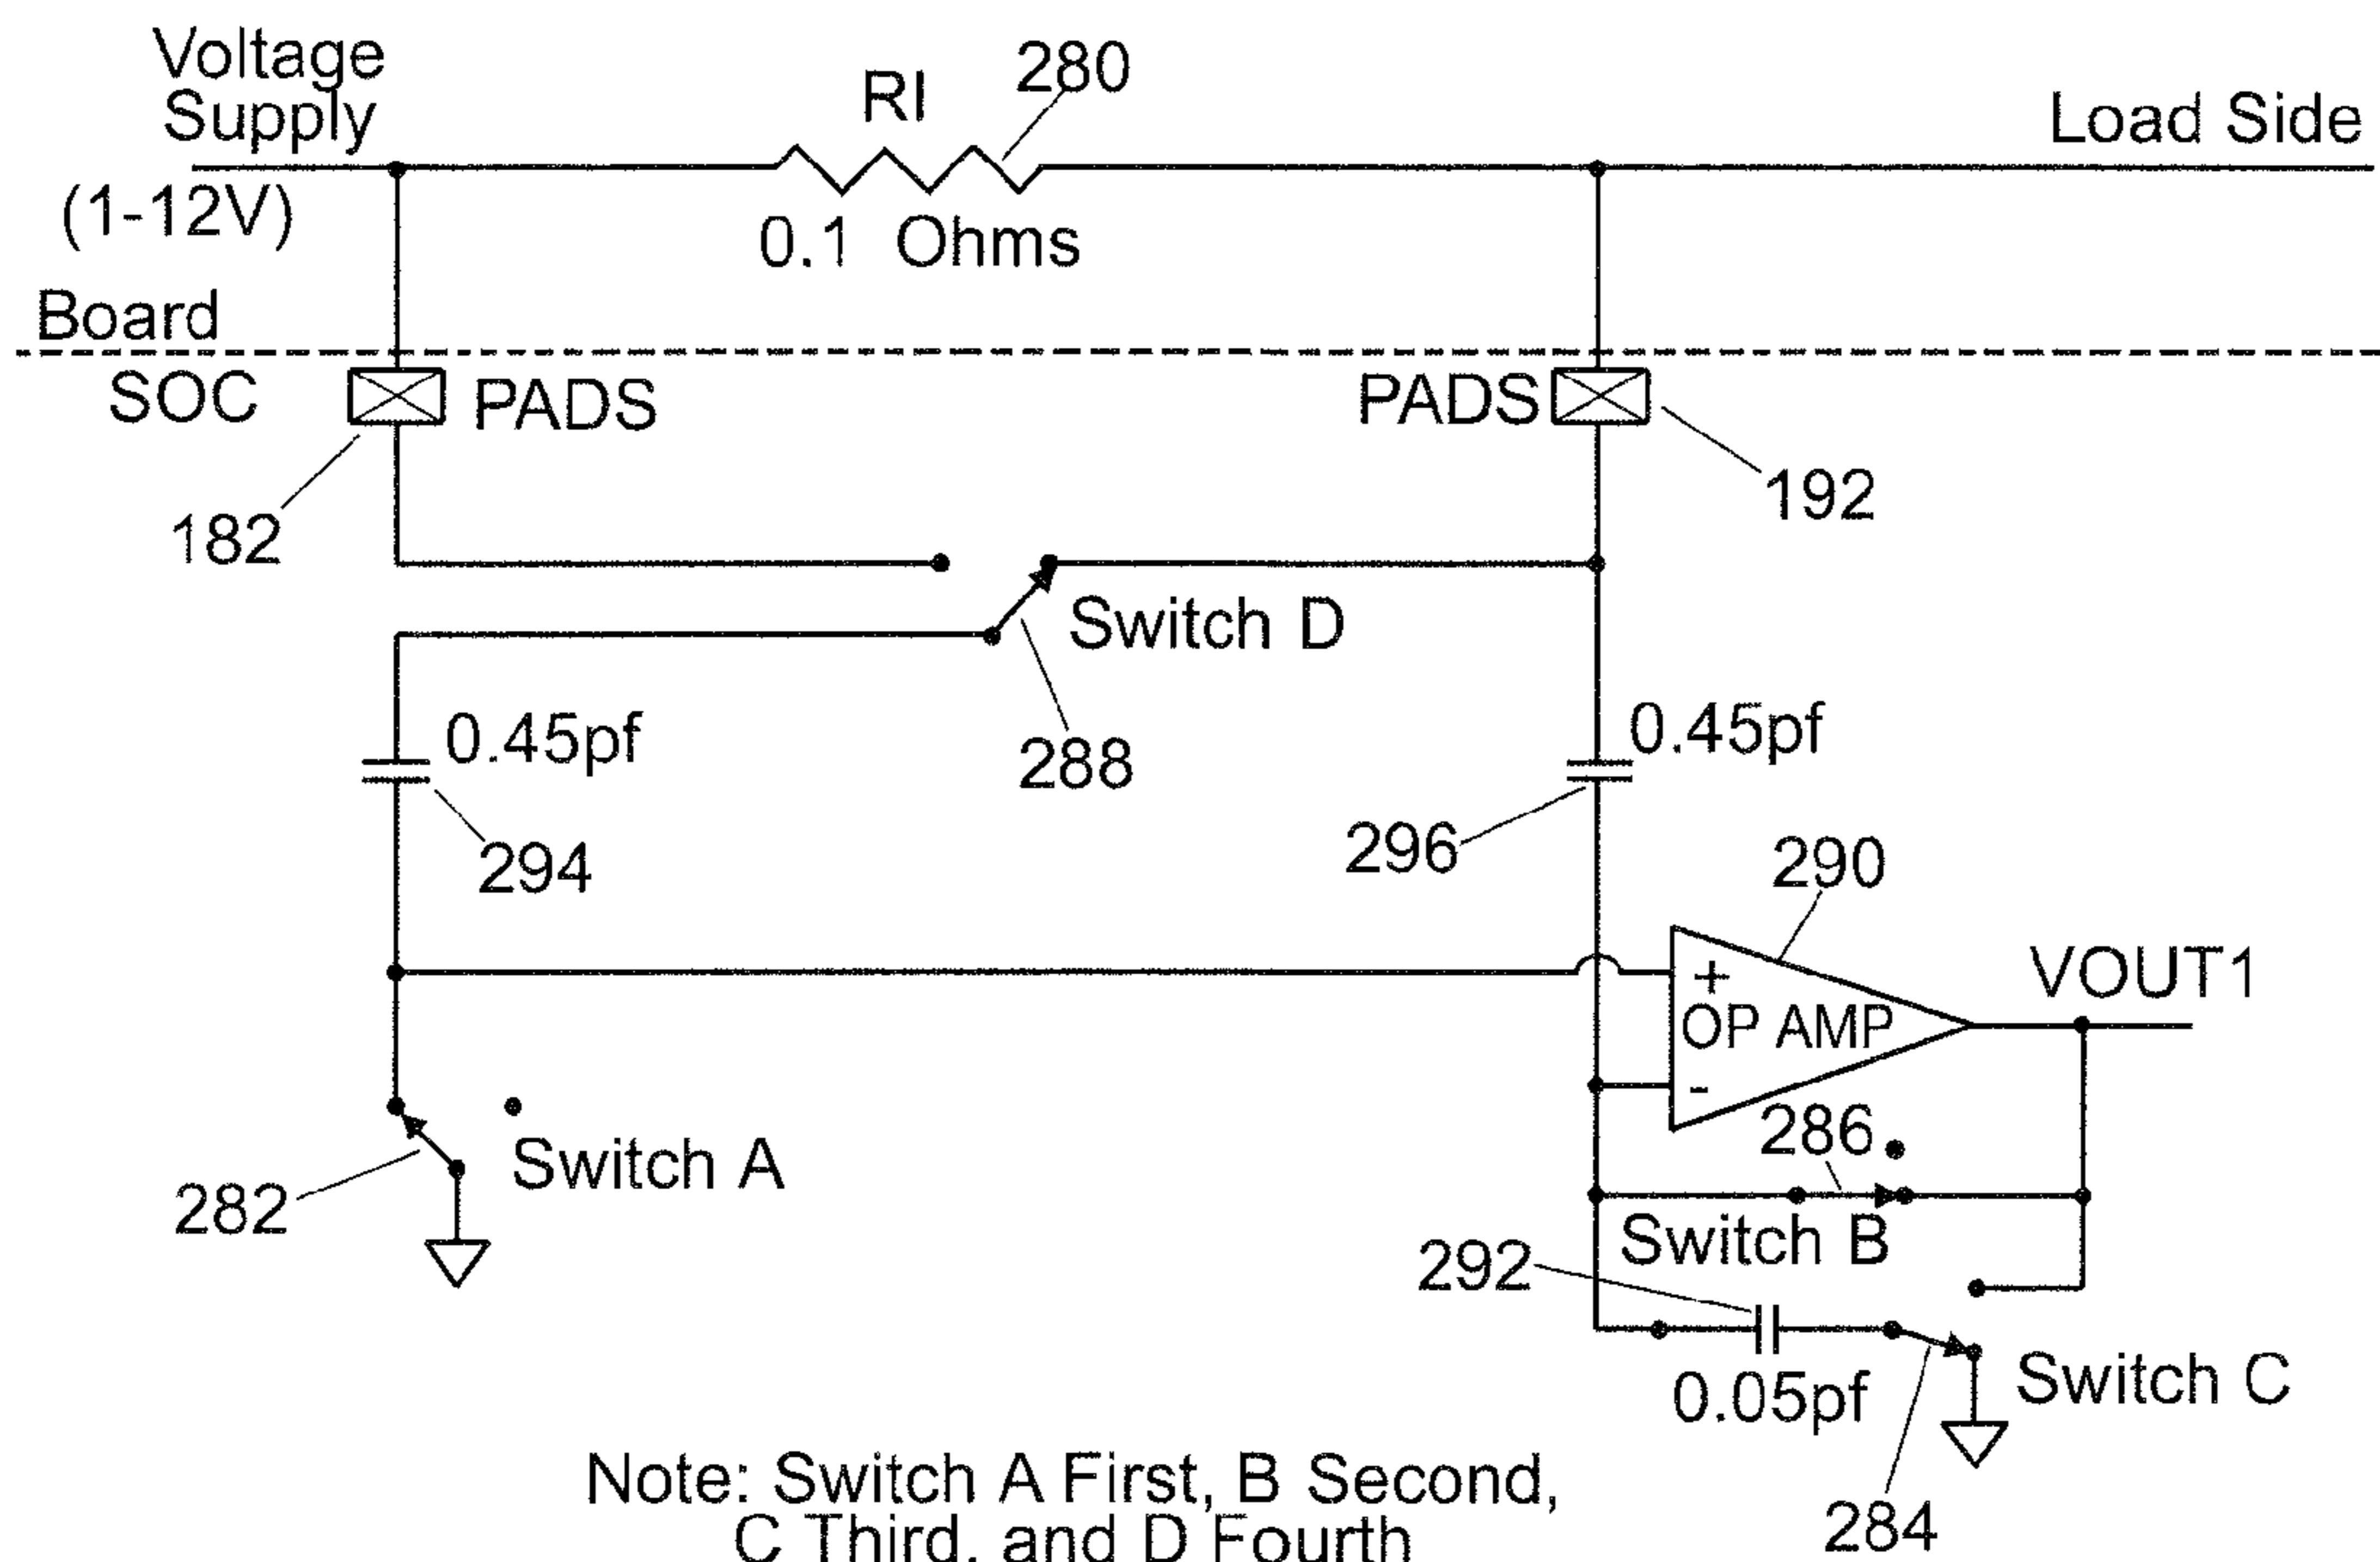 Voltage
Supply
(1-12V)
RI
280
0.1 Ohms
Load Side
Board
SOC
PADS
PADS
182
192
Switch D
288
0.45pf
294
0.45pf
296
290
+
OP AMP
-
VOUT1
Switch A
282
286
Switch B
292
0.05pf
Switch C
284
Note: Switch A First, B Second,
C Third, and D Fourth